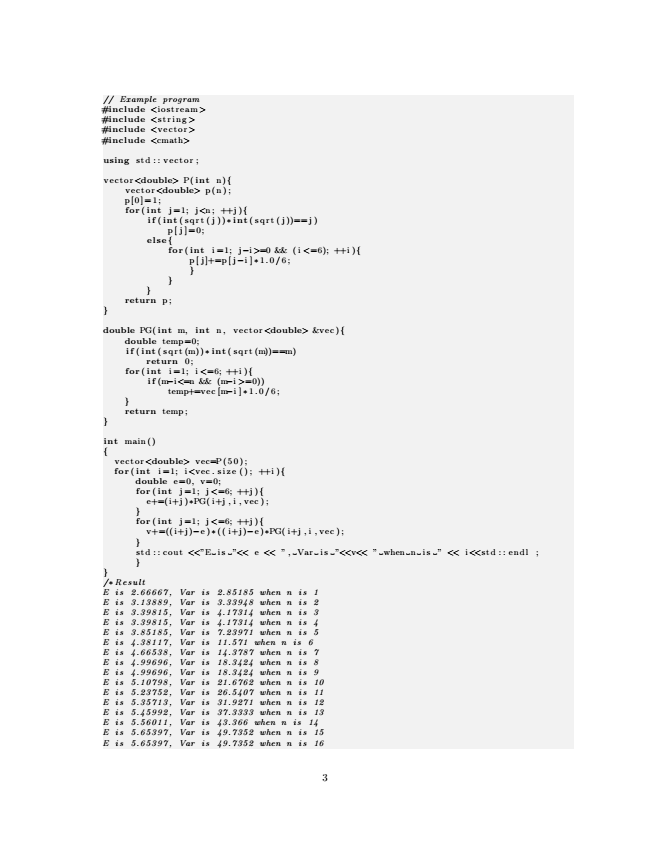 // Example program
#include <iostream>
#include <string>
#include <vector>
#include <cmath>
using std::vector;
vector<double> P(int n){
vector<double> p(n);
p[0]=1;
for(int j=1; j<n; ++j){
if(int(sqrt(j))*int(sqrt(j))==j)
p[j]=0;
else{
for(int i=1; j-i>=0 && (i<=6); ++i){
p[j]+=p[j-i]*1.0/6;
}
}
}
return p;
}
double PG(int m, int n, vector<double> &vec){
double temp=0;
if(int(sqrt(m))*int(sqrt(m))==m)
return 0;
for(int i=1; i<=6; ++i){
if(m-i<=n && (m-i>=0))
temp+=vec[m-i]*1.0/6;
}
return temp;
}
int main()
{
vector<double> vec=P(50);
for(int i=1; i<vec.size(); ++i){
double e=0, v=0;
for(int j=1; j<=6; ++j){
e+=(i+j)*PG(i+j,i,vec);
}
for(int j=1; j<=6; ++j){
v+=((i+j)-e)*((i+j)-e)*PG(i+j,i,vec);
}
std::cout <<"E is "<< e << ", Var is "<<v<< " when n is " << i<<std::endl ;
}
}
/*Result
E is 2.66667, Var is 2.85185 when n is 1
E is 3.13889, Var is 3.33948 when n is 2
E is 3.39815, Var is 4.17314 when n is 3
E is 3.39815, Var is 4.17314 when n is 4
E is 3.85185, Var is 7.23971 when n is 5
E is 4.38117, Var is 11.571 when n is 6
E is 4.66538, Var is 14.3787 when n is 7
E is 4.99696, Var is 18.3424 when n is 8
E is 4.99696, Var is 18.3424 when n is 9
E is 5.10798, Var is 21.6762 when n is 10
E is 5.23752, Var is 26.5407 when n is 11
E is 5.35713, Var is 31.9271 when n is 12
E is 5.45992, Var is 37.3333 when n is 13
E is 5.56011, Var is 43.366 when n is 14
E is 5.65397, Var is 49.7352 when n is 15
E is 5.65397, Var is 49.7352 when n is 16
3